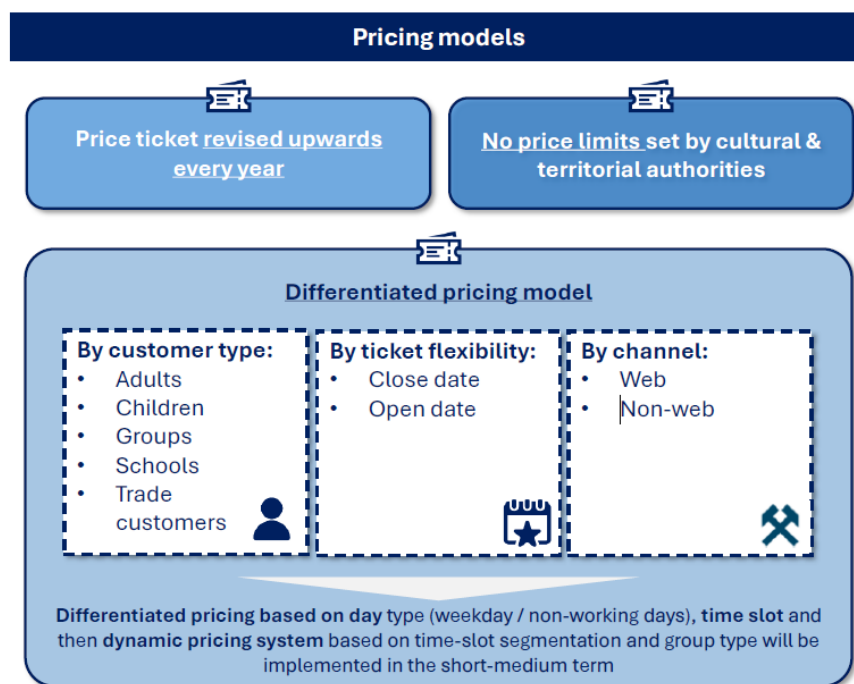 Pricing models
Price ticket revised upwards
every year
No price limits set by cultural &
territorial authorities
Differentiated pricing model
By customer type:
• Adults
• Children
• Groups
• Schools
• Trade
customers
By ticket flexibility:
• Close date
• Open date
By channel:
• Web
• Non-web
Differentiated pricing based on day type (weekday / non-working days), time slot and
then dynamic pricing system based on time-slot segmentation and group type will be
implemented in the short-medium term